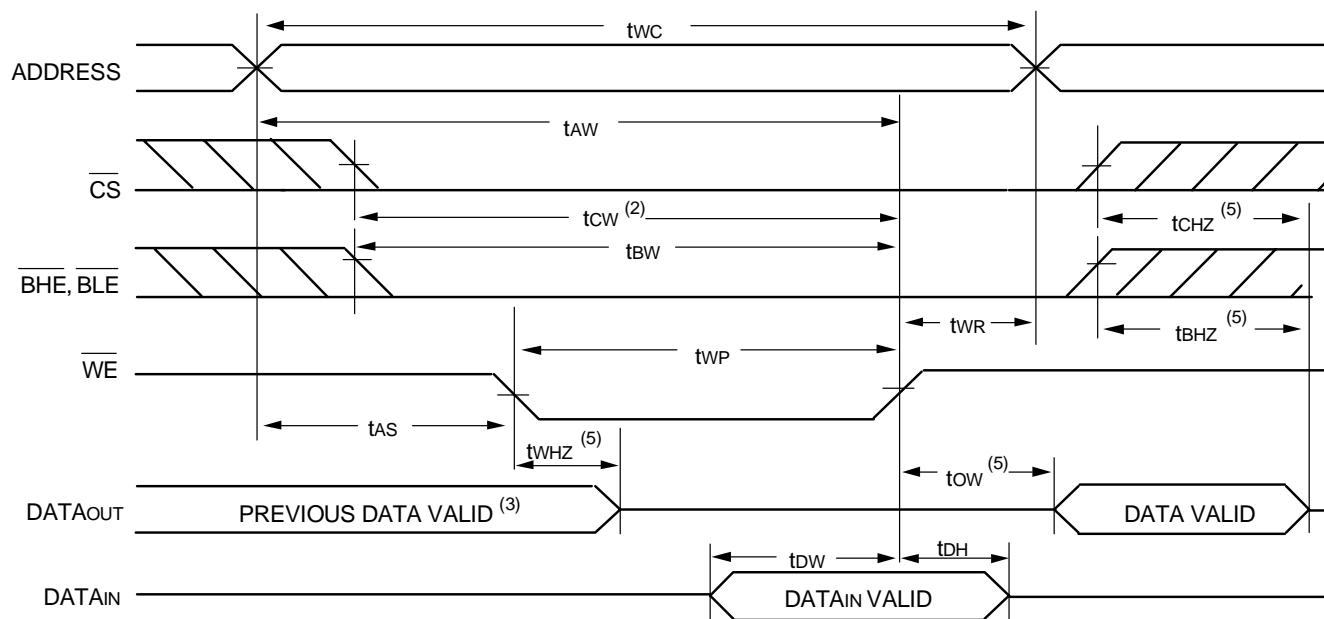 tWC
ADDRESS
tAW
CS
tCW (2)
tCHZ (5)
tBW
BHE, BLE
tWR
tBHZ (5)
tWP
WE
tAS
tWHZ (5)
tOW (5)
DATAOUT
PREVIOUS DATA VALID (3)
DATA VALID
tDW
tDH
DATAIN
DATAIN VALID